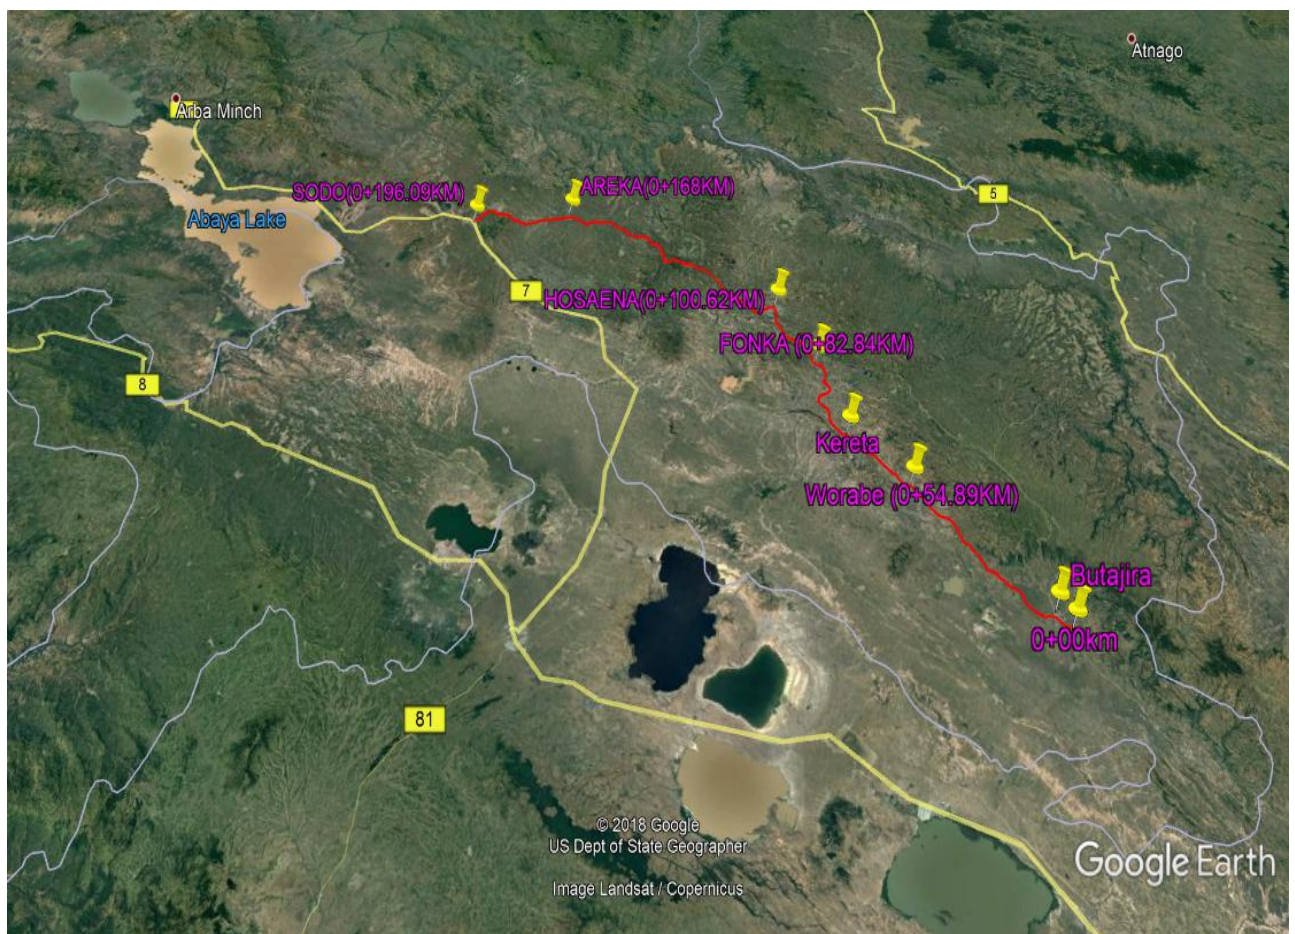 Atnago
Arba Minch
SODO(0+196.09KM)
AREKA(0+168KM)
5
Abaya Lake
7
HOSAENA(0+100.62KM)
FONKA (0+82.84KM)
8
Kereta
Worabe (0+54.89KM)
Butajira
0+00km
81
© 2018 Google
US Dept of State Geographer
Image Landsat / Copernicus
Google Earth